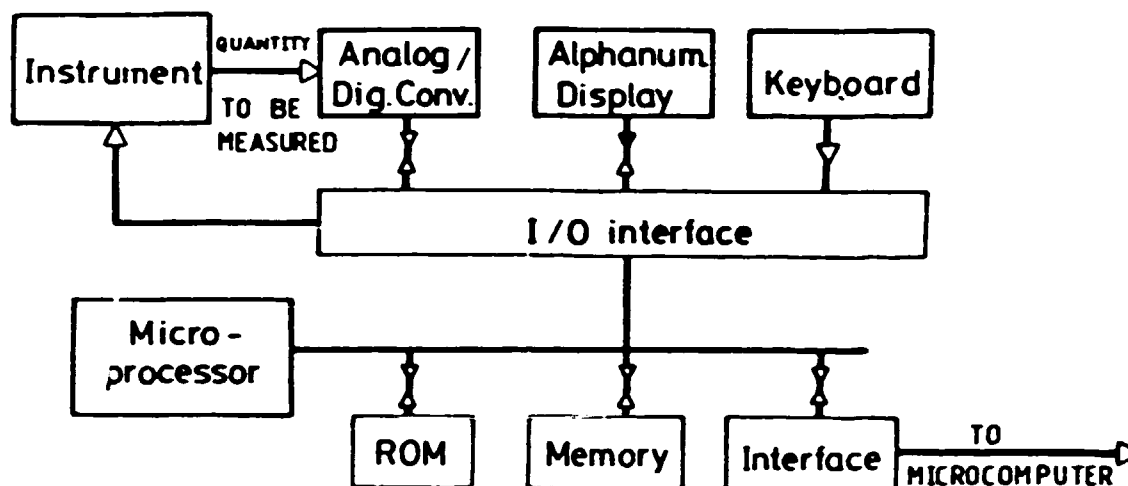 Instrument
QUANTITY
TO BE
MEASURED
Analog /
Dig. Conv.
Alphanum.
Display
Keyboard
I/O interface
Micro-
processor
ROM
Memory
Interface
TO
MICROCOMPUTER